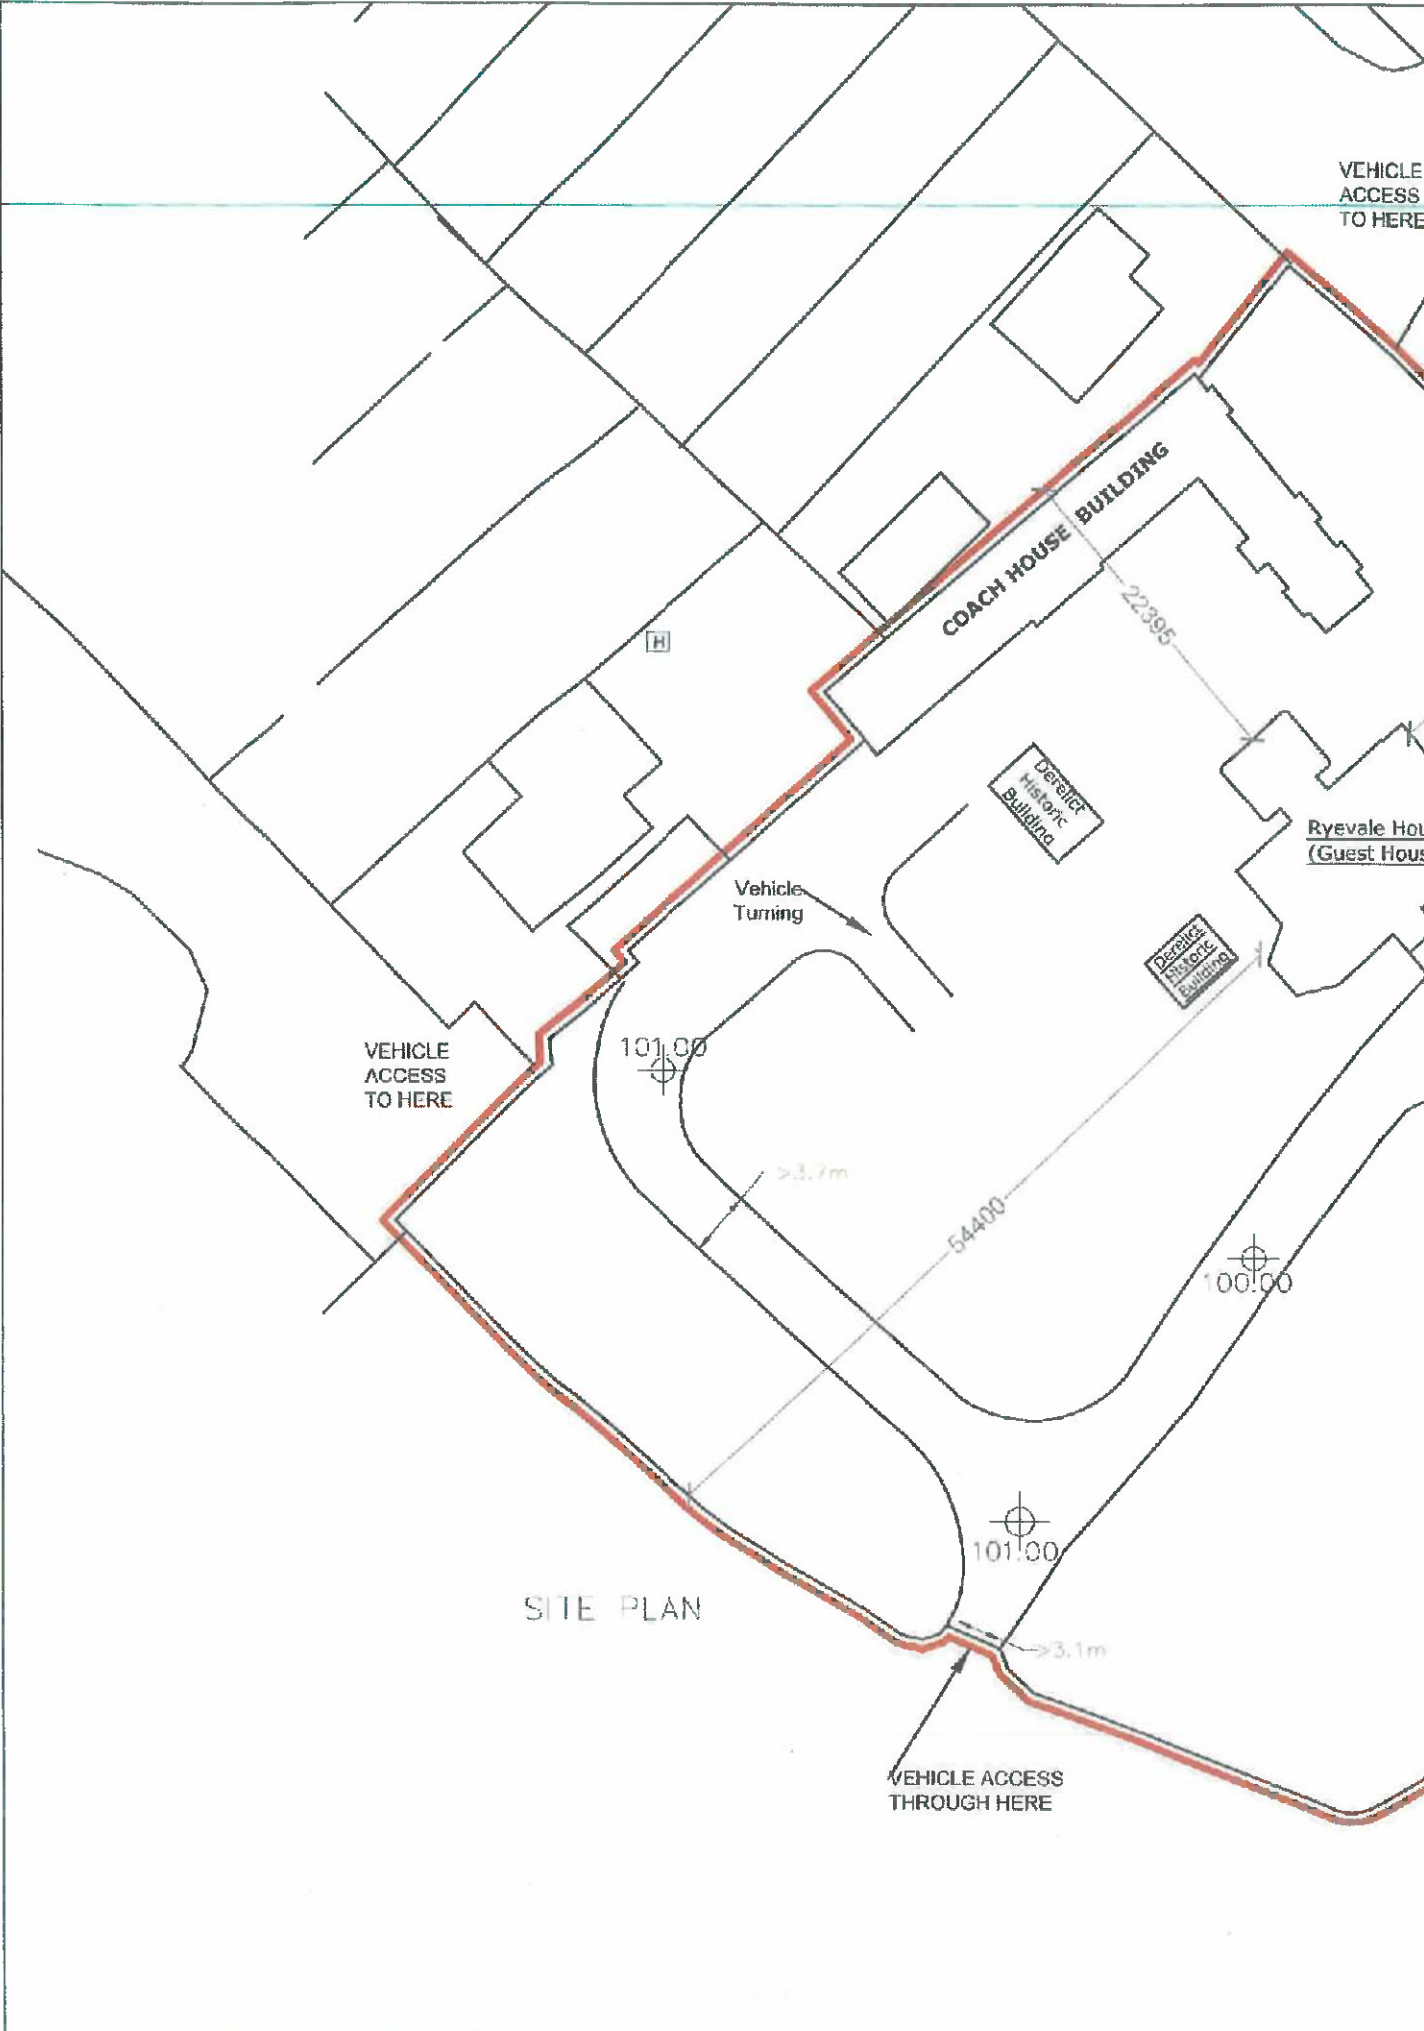 VEHICLE
ACCESS
TO HERE
COACH HOUSE BUILDING
22395
H
Derelict
Historic
Building
Ryevale Hou
(Guest Hous
Vehicle
Turning
Derelict
Historic
Building
101.00
VEHICLE
ACCESS
TO HERE
>3.7m
54400
100.00
101.00
SITE PLAN
>3.1m
VEHICLE ACCESS
THROUGH HERE